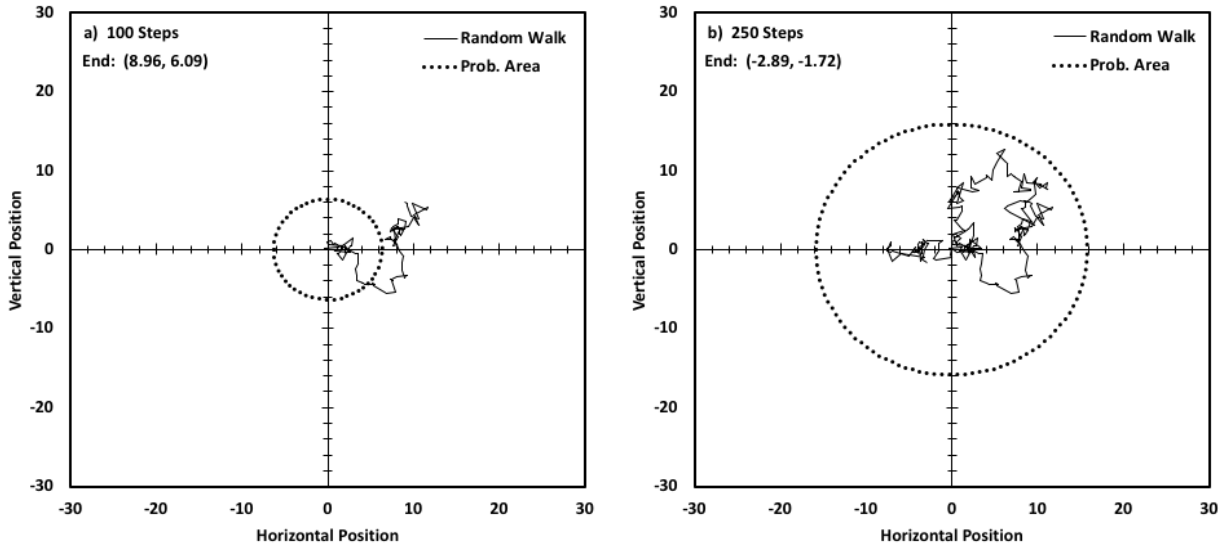 a) 100 Steps
End: (8.96, 6.09)
Random Walk
Prob. Area
30
20
10
0
-10
-20
-30
Vertical Position
-30 -20 -10 0 10 20 30
Horizontal Position
b) 250 Steps
End: (-2.89, -1.72)
Random Walk
Prob. Area
30
20
10
0
-10
-20
-30
Vertical Position
-30 -20 -10 0 10 20 30
Horizontal Position